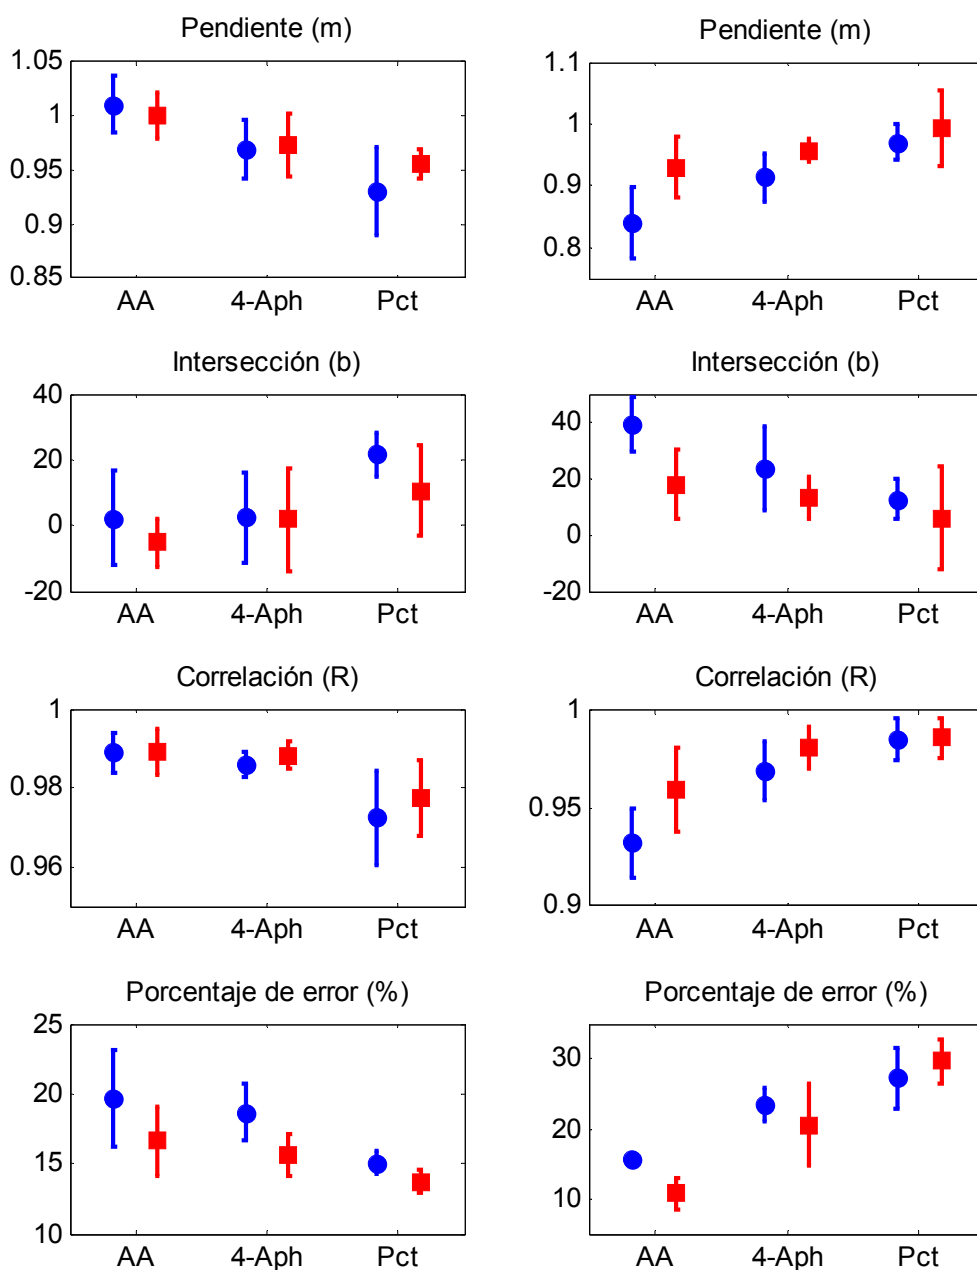 Pendiente (m)
1.05
1
0.95
0.9
0.85
AA 4-Aph Pct
Pendiente (m)
1.1
1
0.9
0.8
AA 4-Aph Pct
Intersección (b)
40
20
0
-20
AA 4-Aph Pct
Intersección (b)
40
20
0
-20
AA 4-Aph Pct
Correlación (R)
1
0.98
0.96
AA 4-Aph Pct
Correlación (R)
1
0.95
0.9
AA 4-Aph Pct
Porcentaje de error (%)
25
20
15
10
AA 4-Aph Pct
Porcentaje de error (%)
30
20
10
AA 4-Aph Pct